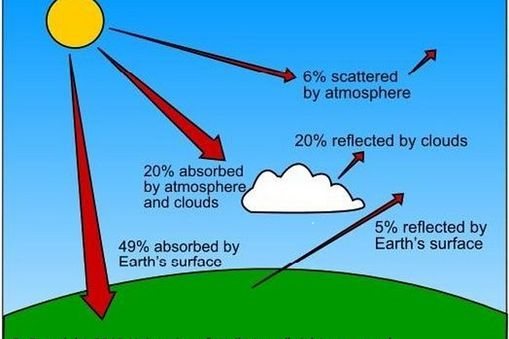 6% scattered
by atmosphere
20% reflected by clouds
20% absorbed
by atmosphere
and clouds
5% reflected by
Earth's surface
49% absorbed by
Earth's surface